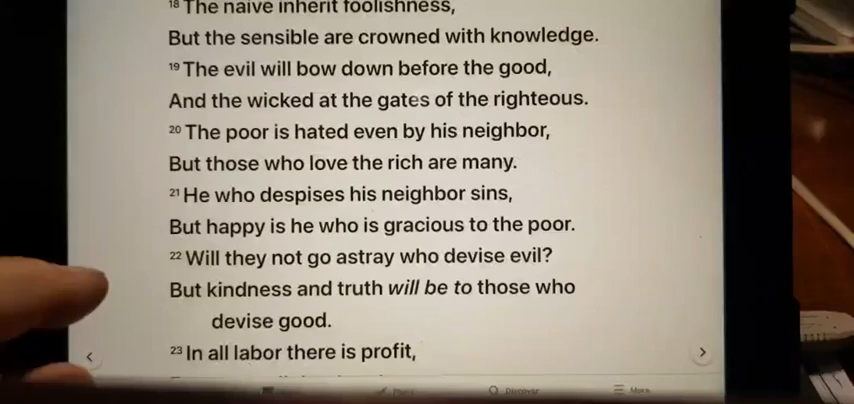 18 The naive inherit foolishness,
But the sensible are crowned with knowledge.
19 The evil will bow down before the good,
And the wicked at the gates of the righteous.
20 The poor is hated even by his neighbor,
But those who love the rich are many.
21 He who despises his neighbor sins,
But happy is he who is gracious to the poor.
22 Will they not go astray who devise evil?
But kindness and truth will be to those who
devise good.
23 In all labor there is profit,
Discover More